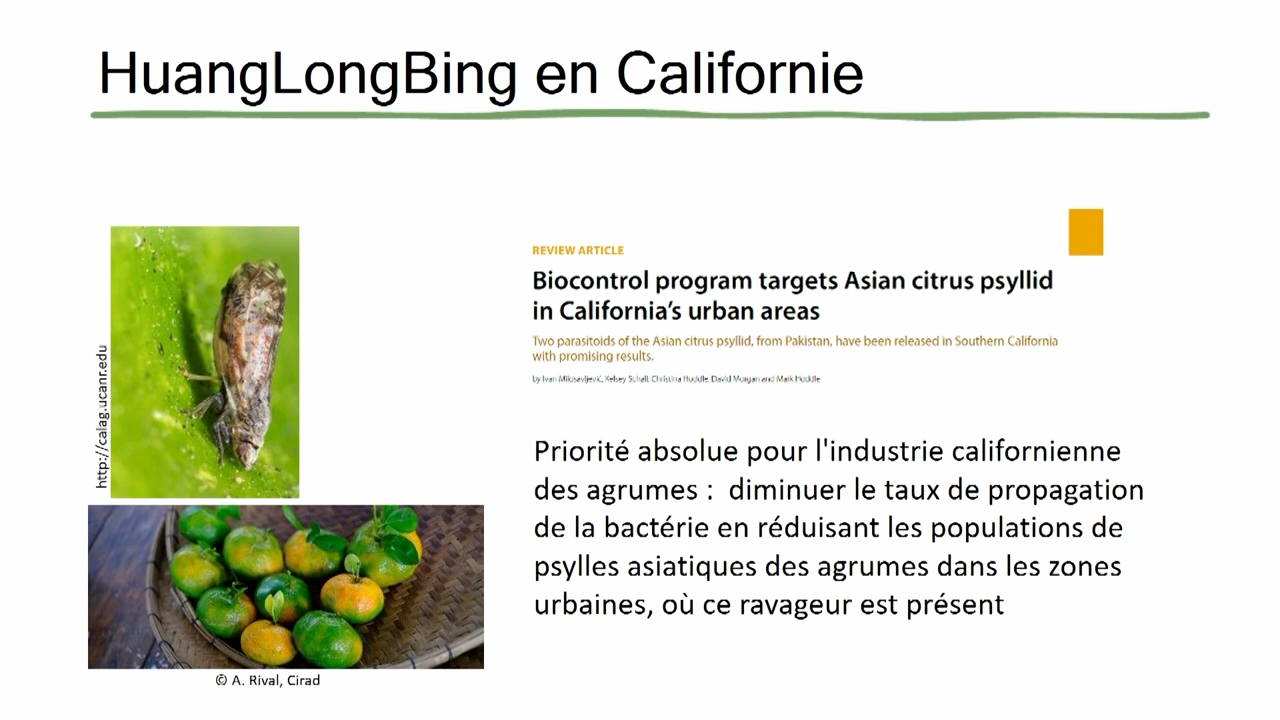 HuangLongBing en Californie
http://calag.ucanr.edu
REVIEW ARTICLE
Biocontrol program targets Asian citrus psyllid
in California's urban areas
Two parasitoids of the Asian citrus psyllid, from Pakistan, have been released in Southern California
with promising results.
by Ivan Milosavljević, Kelsey Schall, Christina Hoddle, David Morgan and Mark Hoddle
Priorité absolue pour l'industrie californienne
des agrumes : diminuer le taux de propagation
de la bactérie en réduisant les populations de
psylles asiatiques des agrumes dans les zones
urbaines, où ce ravageur est présent
© A. Rival, Cirad